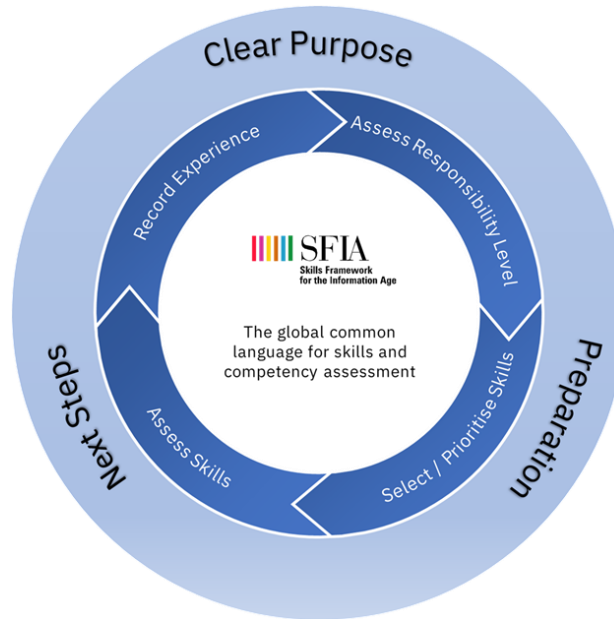 Clear Purpose
Record Experience
Assess Responsibility Level
SFIA
Skills Framework
for the Information Age
The global common
language for skills and
competency assessment
Next Steps
Preparation
Assess Skills
Select / Prioritise Skills